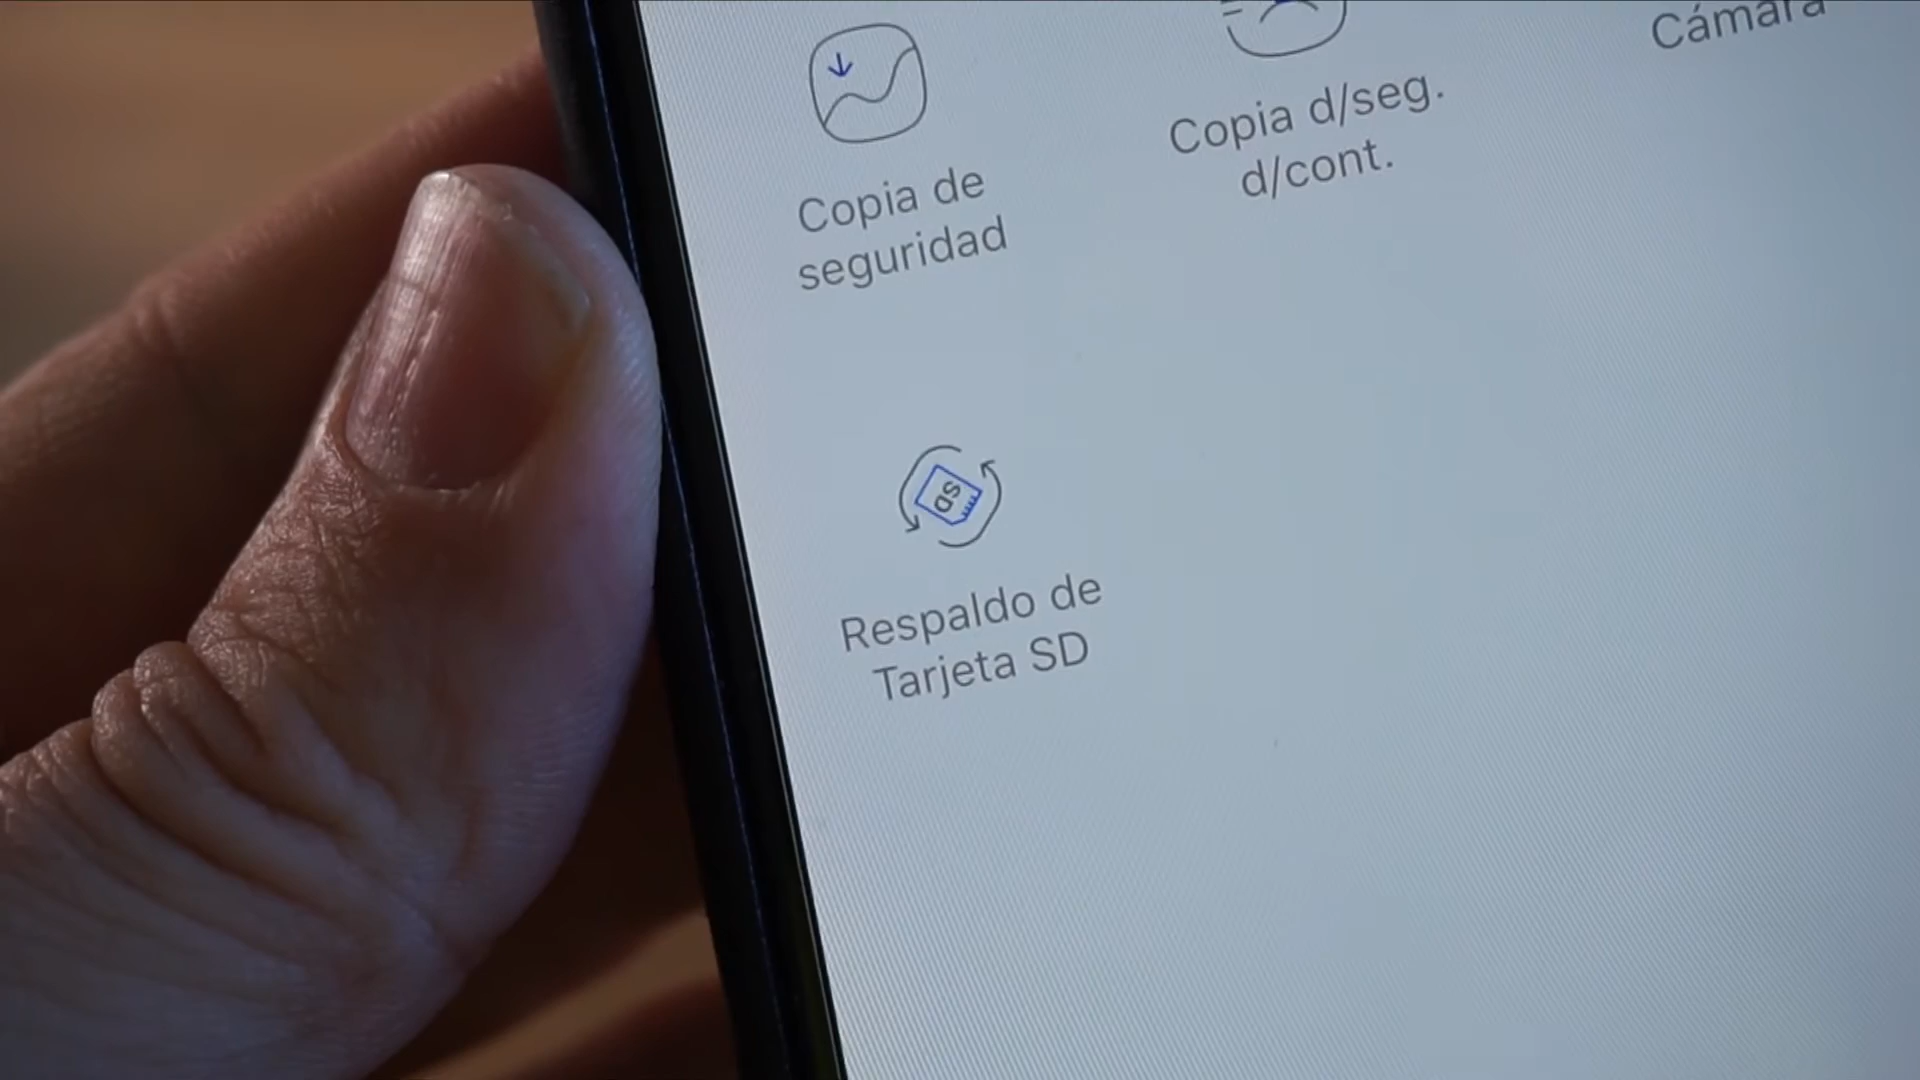 Cámara
Copia d/seg.
d/cont.
Copia de
seguridad
SD
Respaldo de
Tarjeta SD